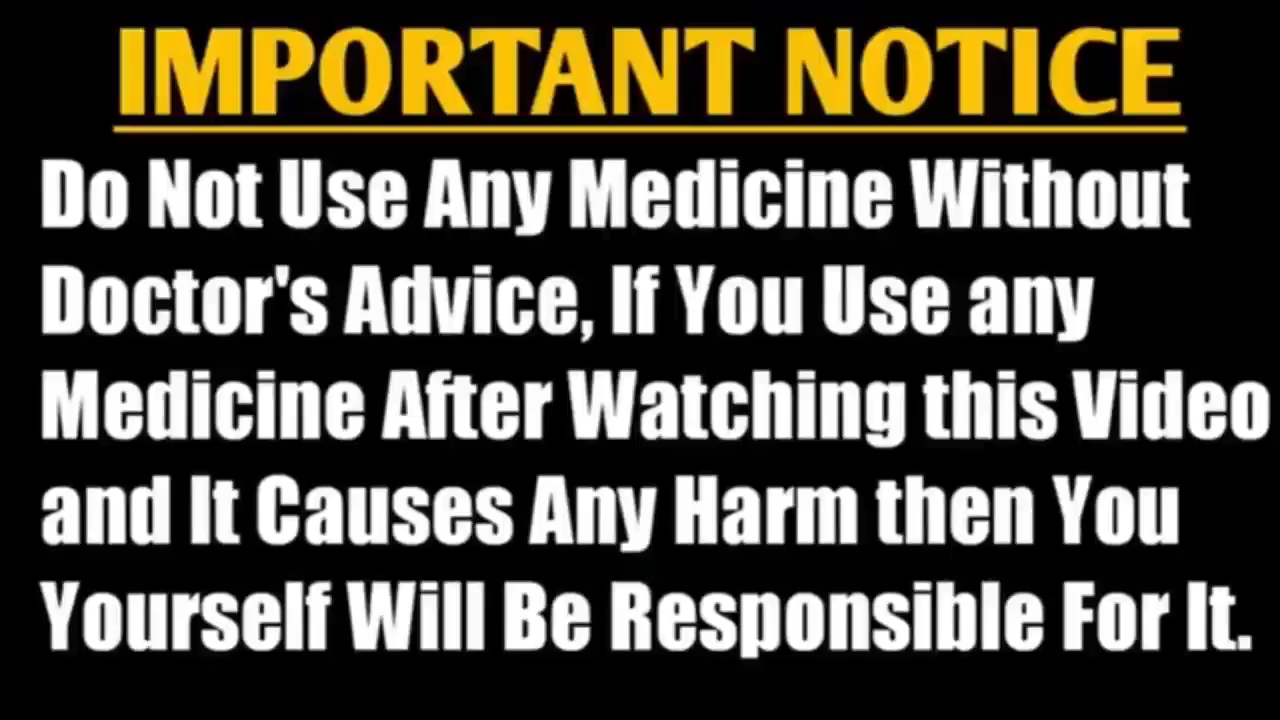 IMPORTANT NOTICE
Do Not Use Any Medicine Without
Doctor's Advice, If You Use any
Medicine After Watching this Video
and It Causes Any Harm then You
Yourself Will Be Responsible For It.